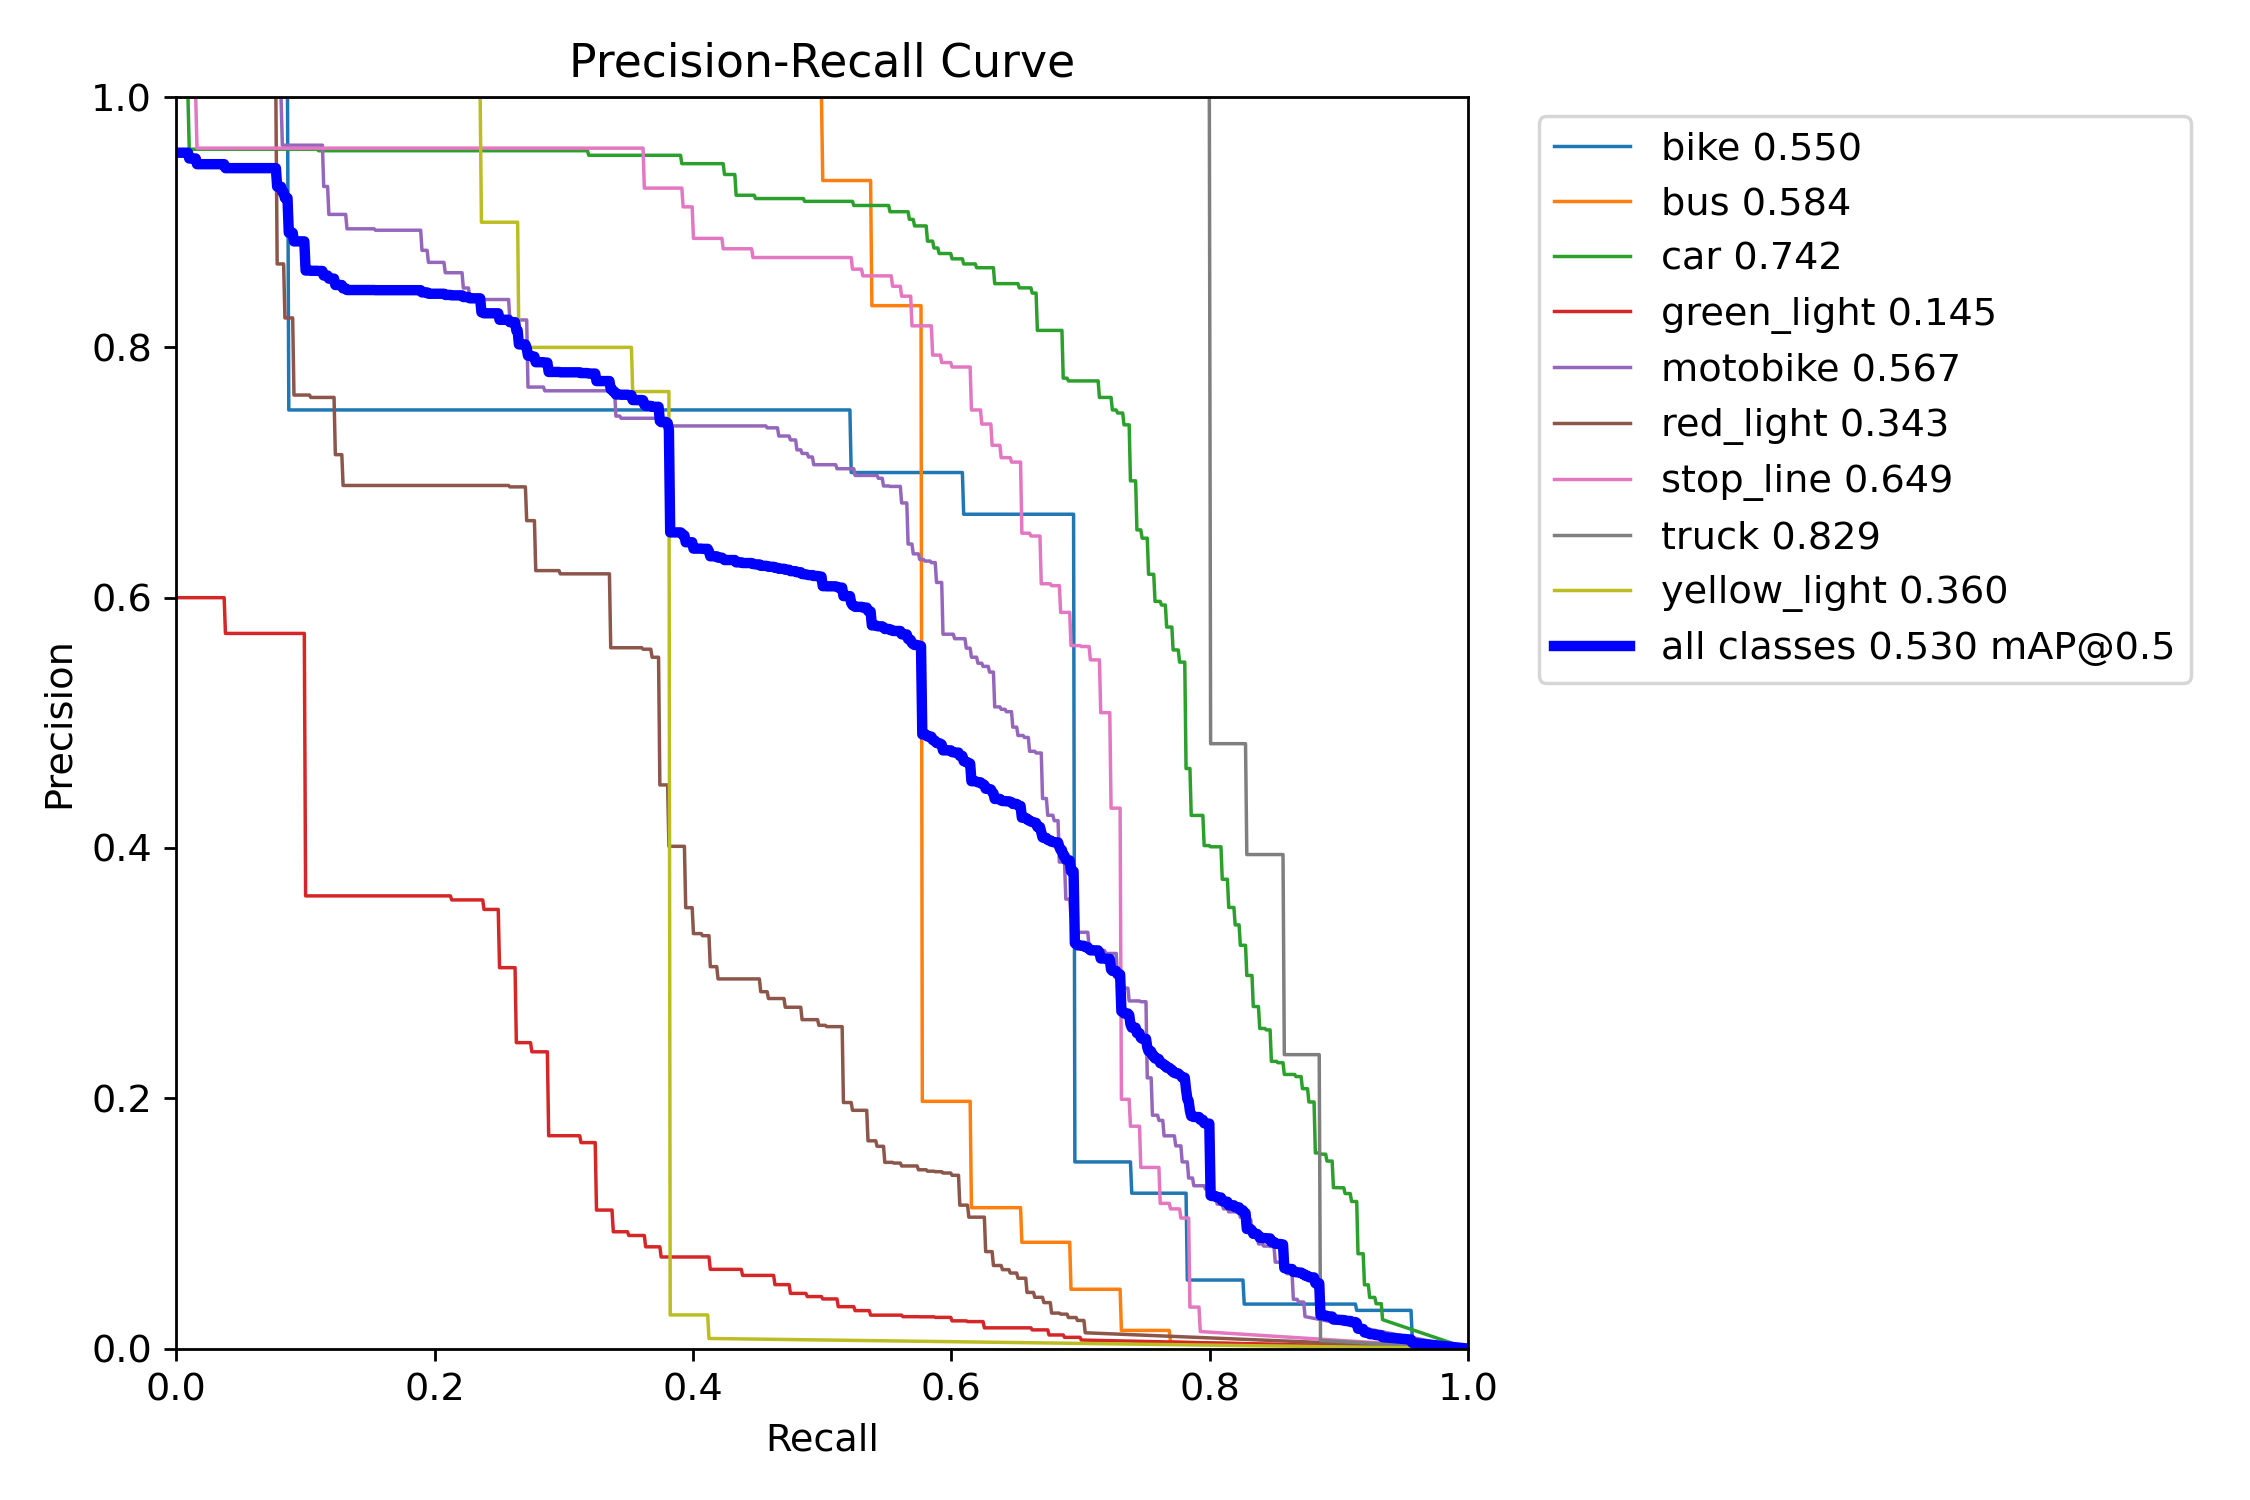 Precision-Recall Curve
1.0
0.8
0.6
0.4
0.2
0.0
Precision
0.0 0.2 0.4 0.6 0.8 1.0
Recall
bike 0.550
bus 0.584
car 0.742
green_light 0.145
motobike 0.567
red_light 0.343
stop_line 0.649
truck 0.829
yellow_light 0.360
all classes 0.530 mAP@0.5